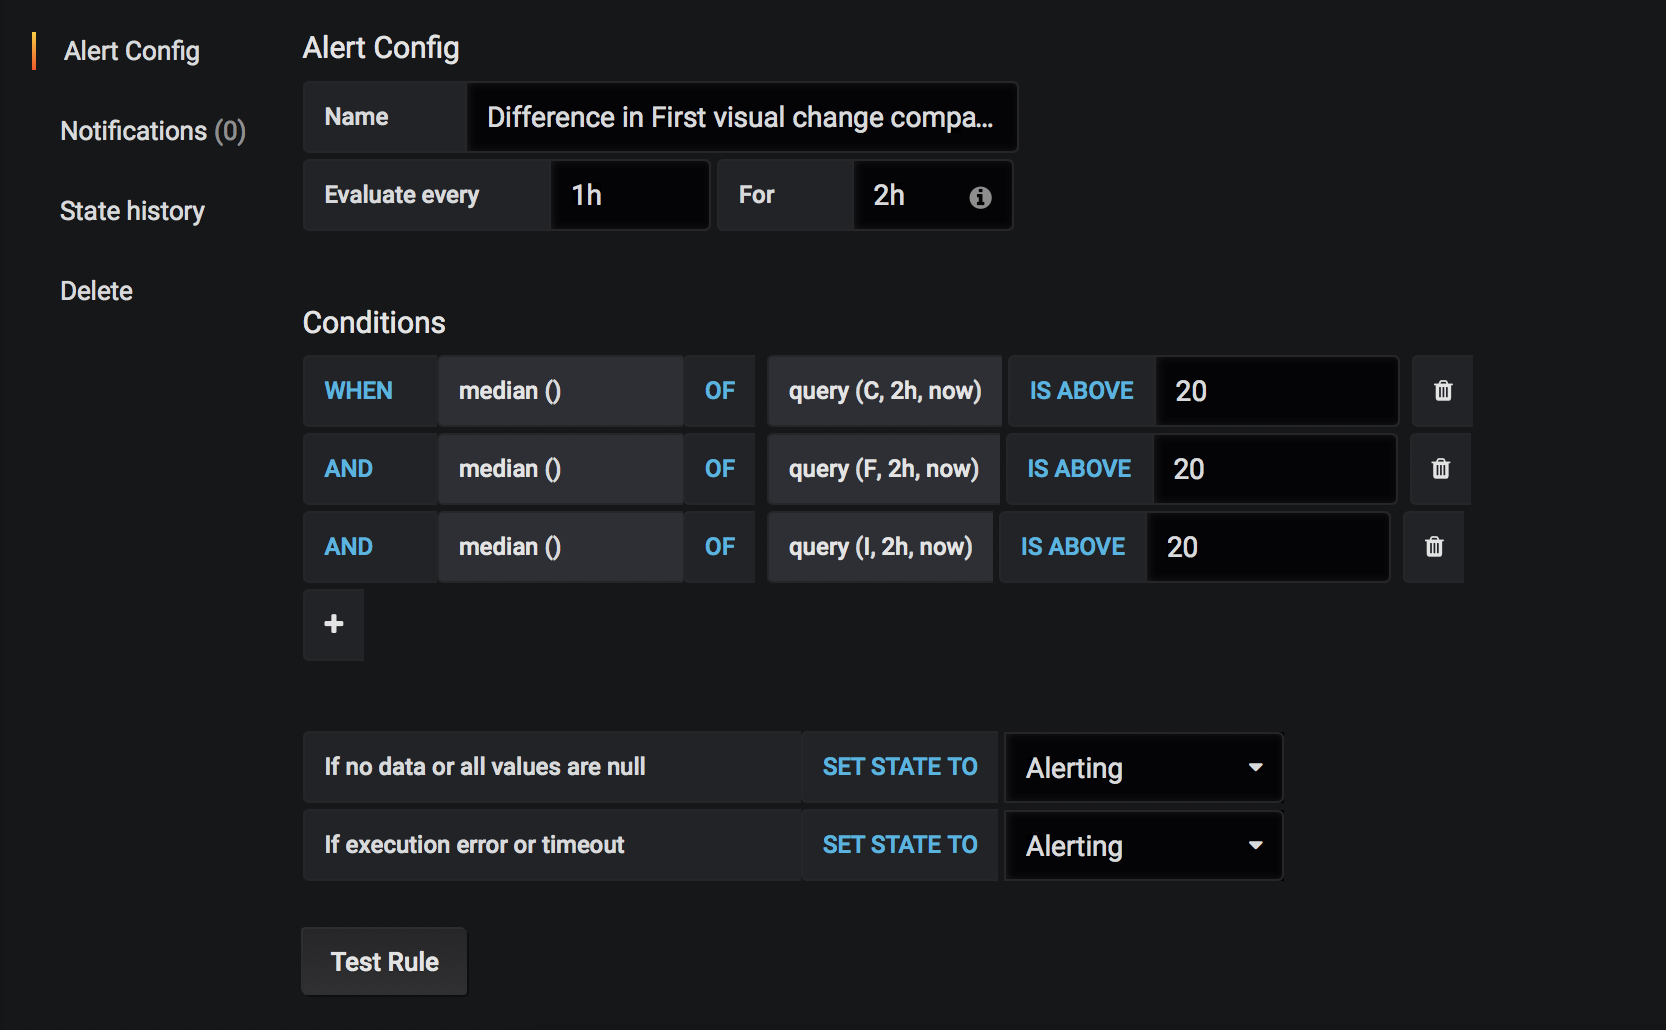 Alert Config
Notifications (0)
State history
Delete
Alert Config
Name Difference in First visual change compa...
Evaluate every 1h For 2h
Conditions
WHEN median () OF query (C, 2h, now) IS ABOVE 20
AND median () OF query (F, 2h, now) IS ABOVE 20
AND median () OF query (I, 2h, now) IS ABOVE 20
If no data or all values are null SET STATE TO Alerting
If execution error or timeout SET STATE TO Alerting
Test Rule